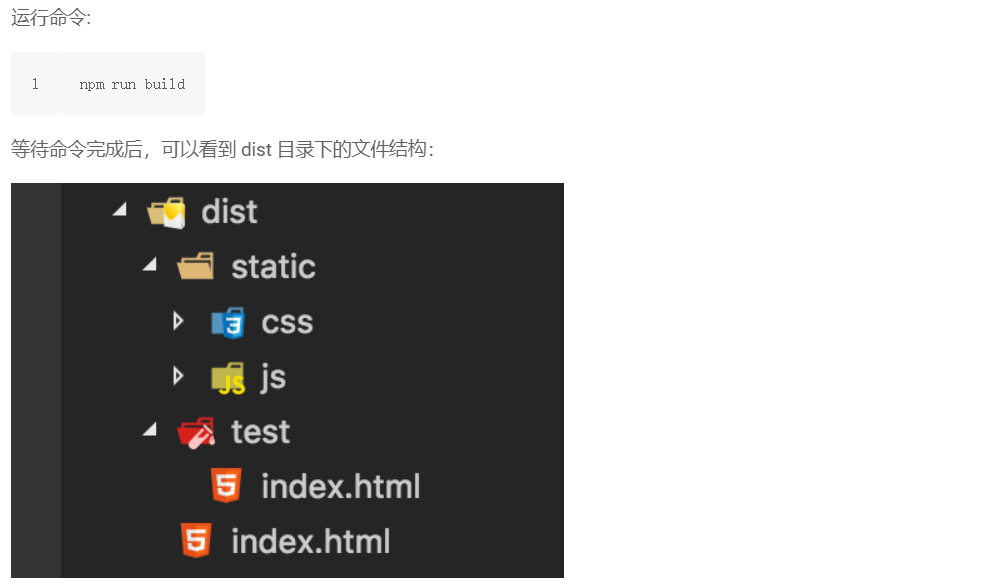 运行命令:
1 npm run build
等待命令完成后，可以看到 dist 目录下的文件结构：
dist
static
css
js
test
index.html
index.html